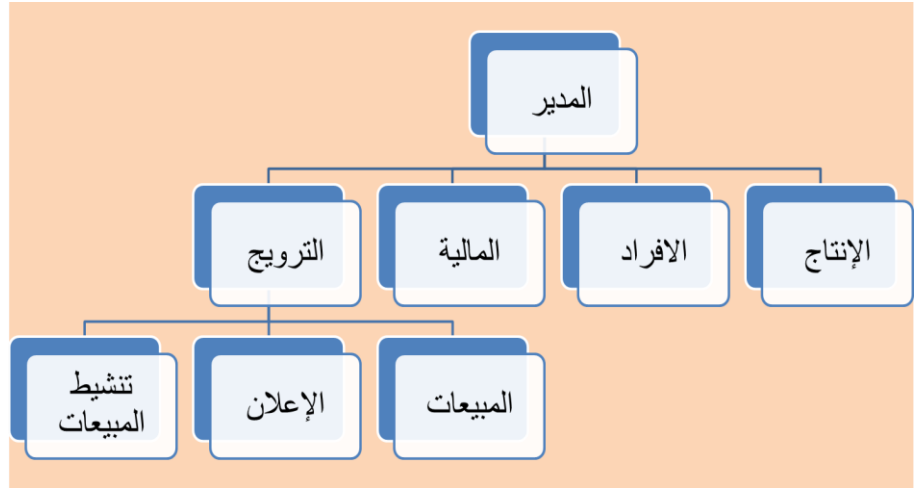 المدير
الإنتاج
الافراد
المالية
الترويج
المبيعات
الإعلان
تنشيط
المبيعات